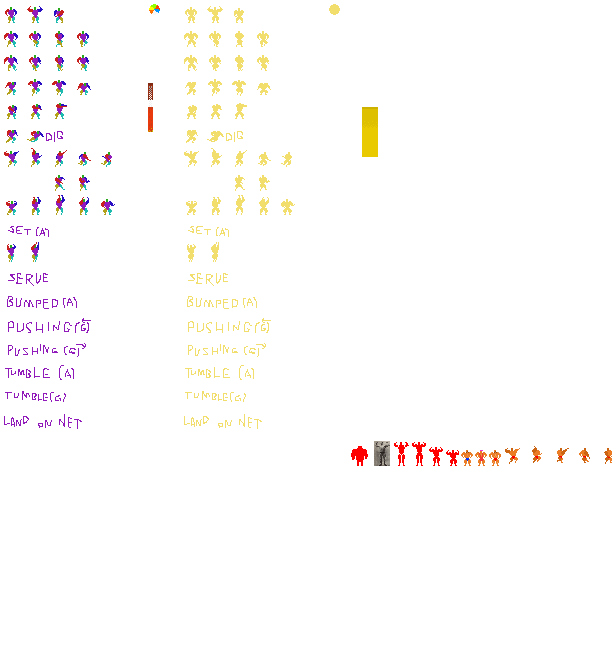 DIG DIG
SET (A) SET (A)
SERVE SERVE
BUMPED (A) BUMPED (A)
PUSHING (G) PUSHING (G)
PUSHING (G) PUSHING (G)
TUMBLE (A) TUMBLE (A)
TUMBLE (G) TUMBLE (G)
LAND ON NET LAND ON NET